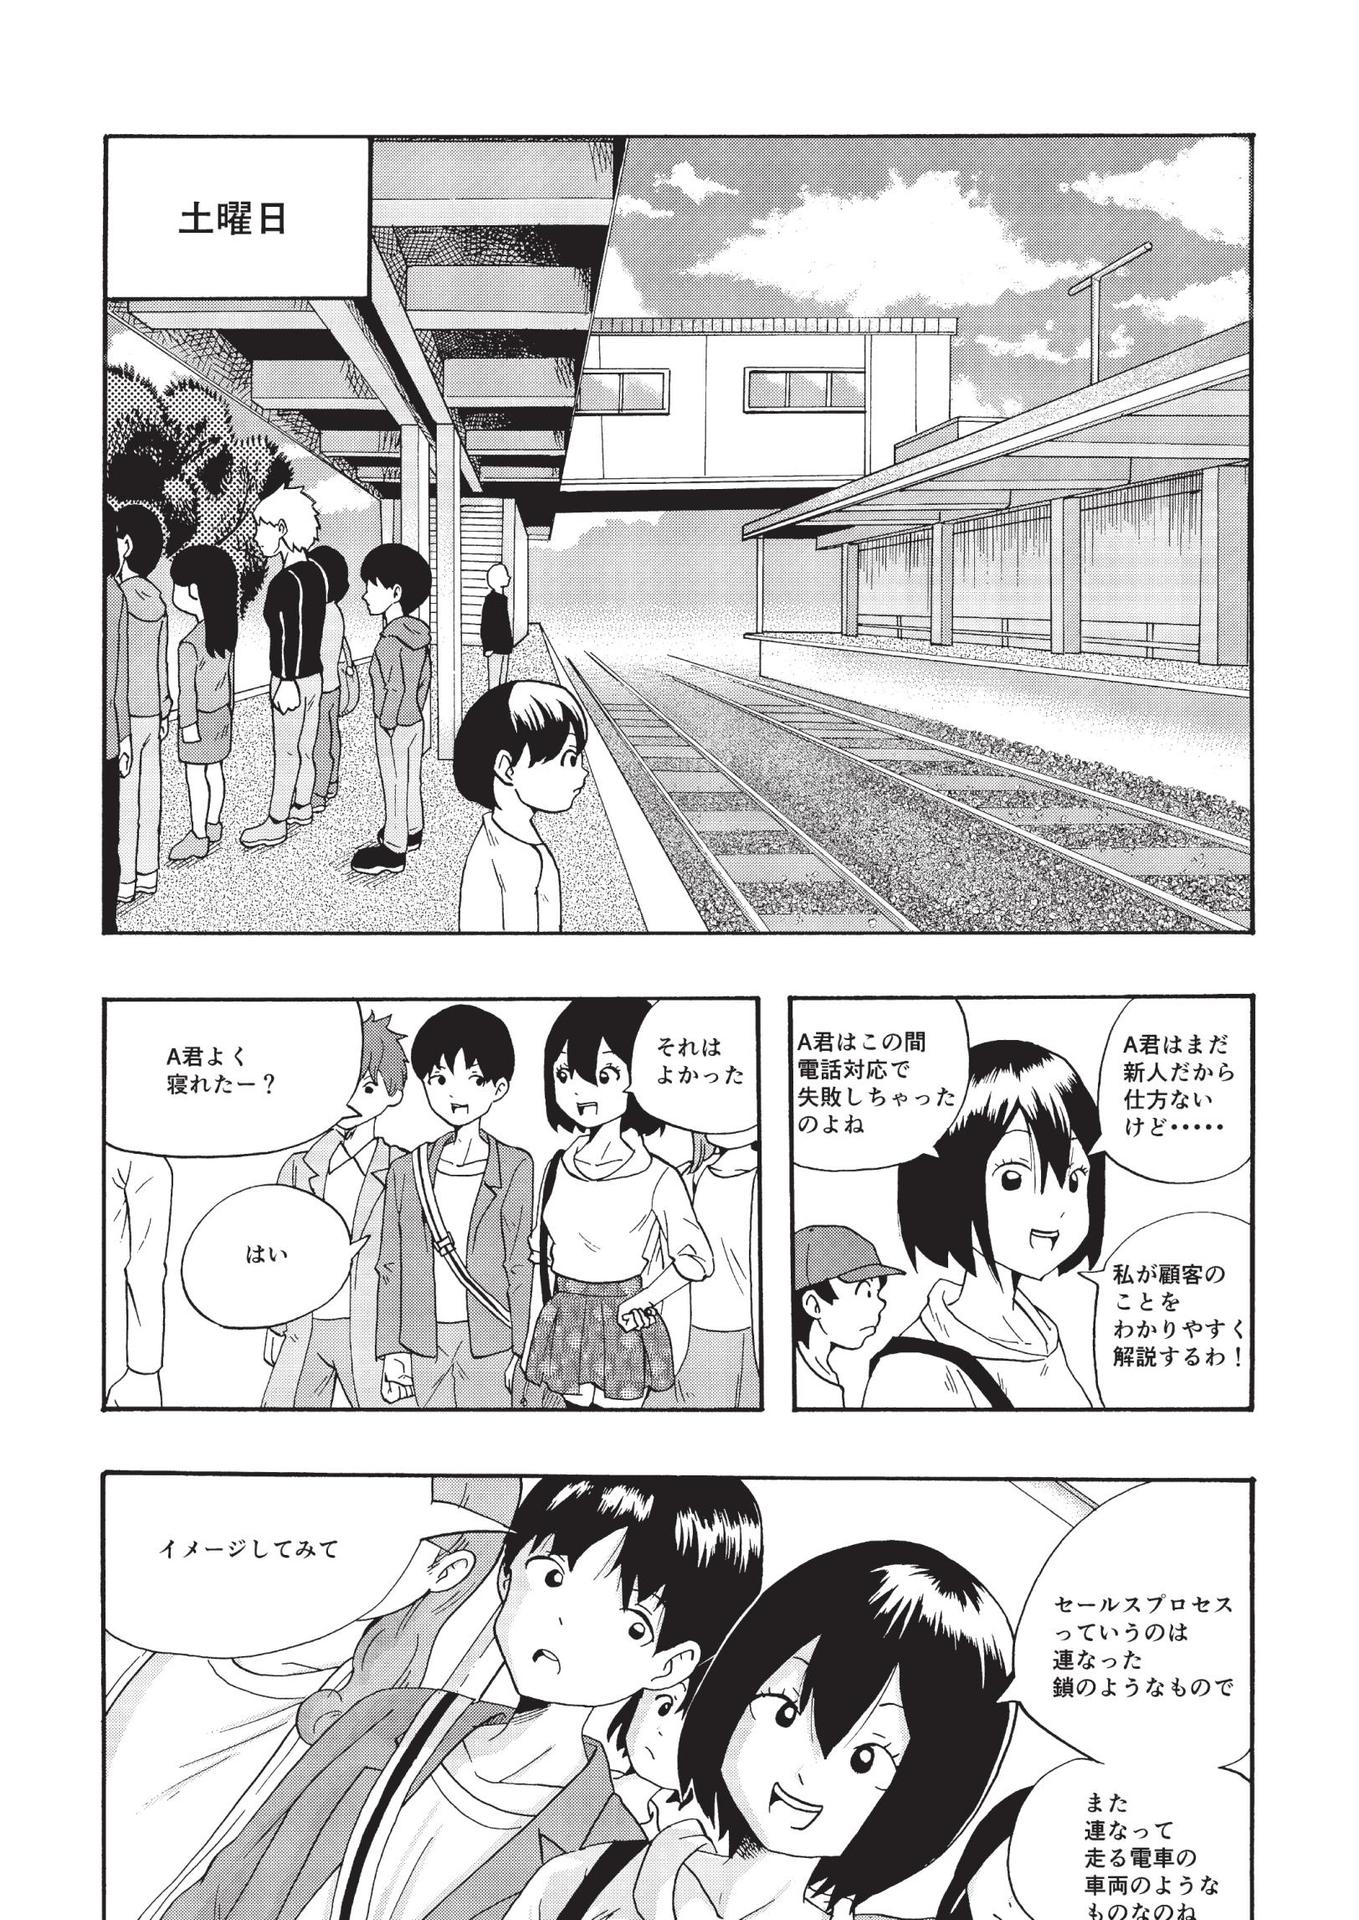 土曜日
A君よく
寝れたー？
はい
それは
よかった
A君はこの間
電話対応で
失敗しちゃった
のよね
A君はまだ
新人だから
仕方ない
けど・・・・・
私が顧客の
ことを
わかりやすく
解説するわ！
イメージしてみて
セールスプロセス
っていうのは
連なった
鎖のようなもので
また
連なって
走る電車の
車両のような
ものなのね